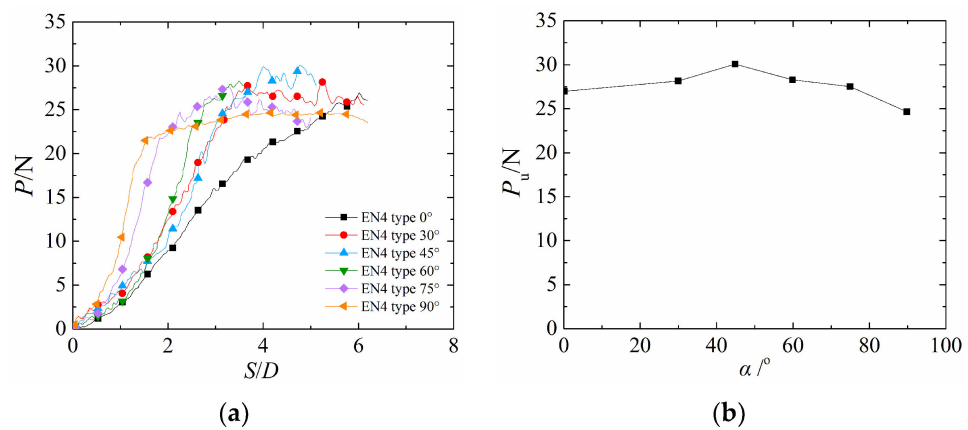 35
30
25
20
15
10
5
0
P/N
EN4 type 0°
EN4 type 30°
EN4 type 45°
EN4 type 60°
EN4 type 75°
EN4 type 90°
0 2 4 6 8
S/D
(a)
35
30
25
20
15
10
5
0
Pu/N
0 20 40 60 80 100
α /°
(b)